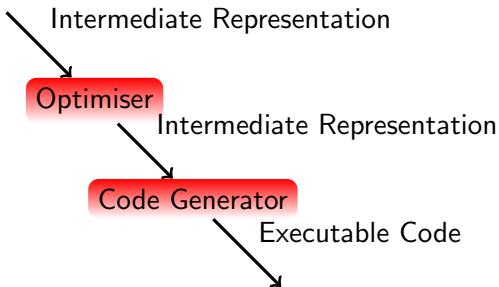 Intermediate Representation
Optimiser
Intermediate Representation
Code Generator
Executable Code